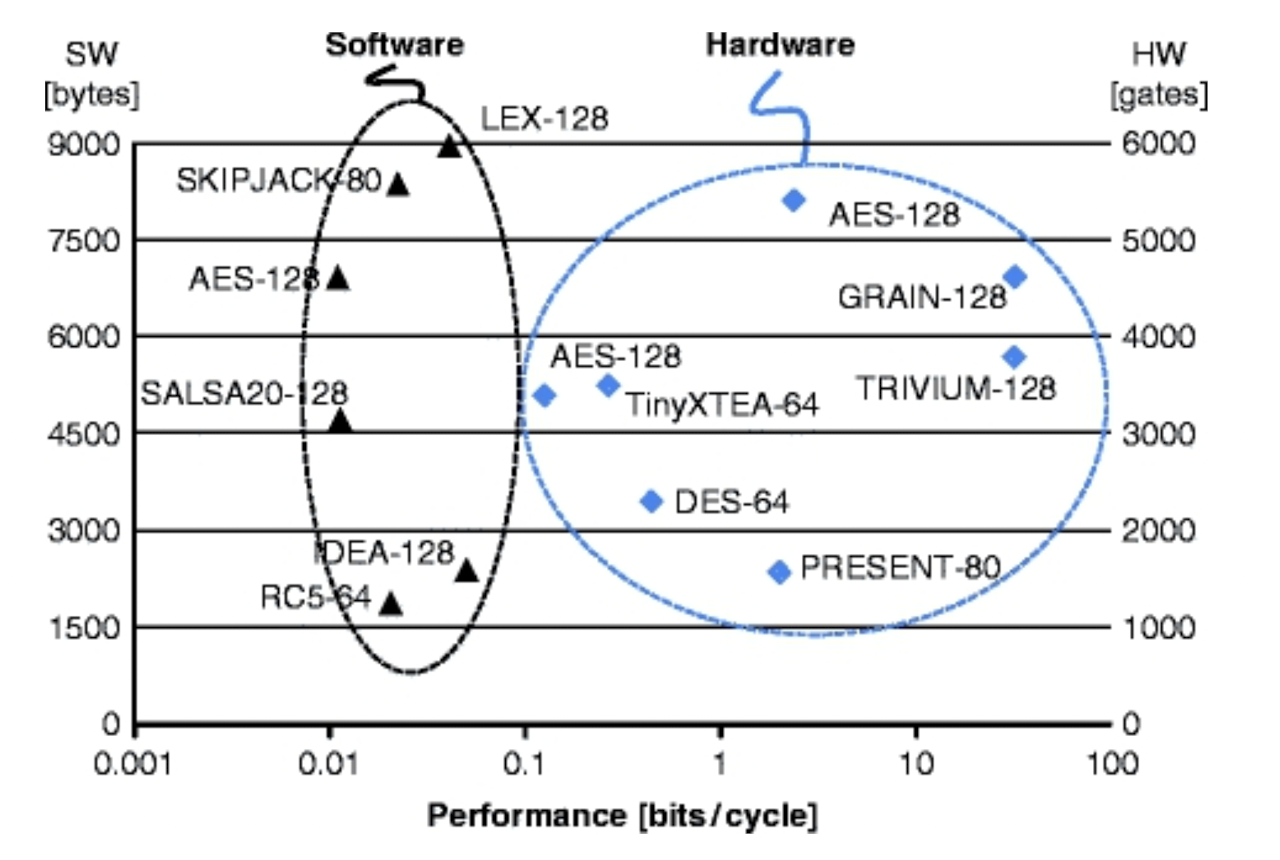 Software
Hardware
SW
[bytes]
HW
[gates]
LEX-128
9000
6000
SKIPJACK-80
AES-128
7500
5000
AES-128
GRAIN-128
6000
4000
AES-128
SALSA20-128
TinyXTEA-64
TRIVIUM-128
4500
3000
DES-64
3000
2000
IDEA-128
PRESENT-80
RC5-64
1500
1000
0
0
0.001
0.01
0.1
1
10
100
Performance [bits/cycle]